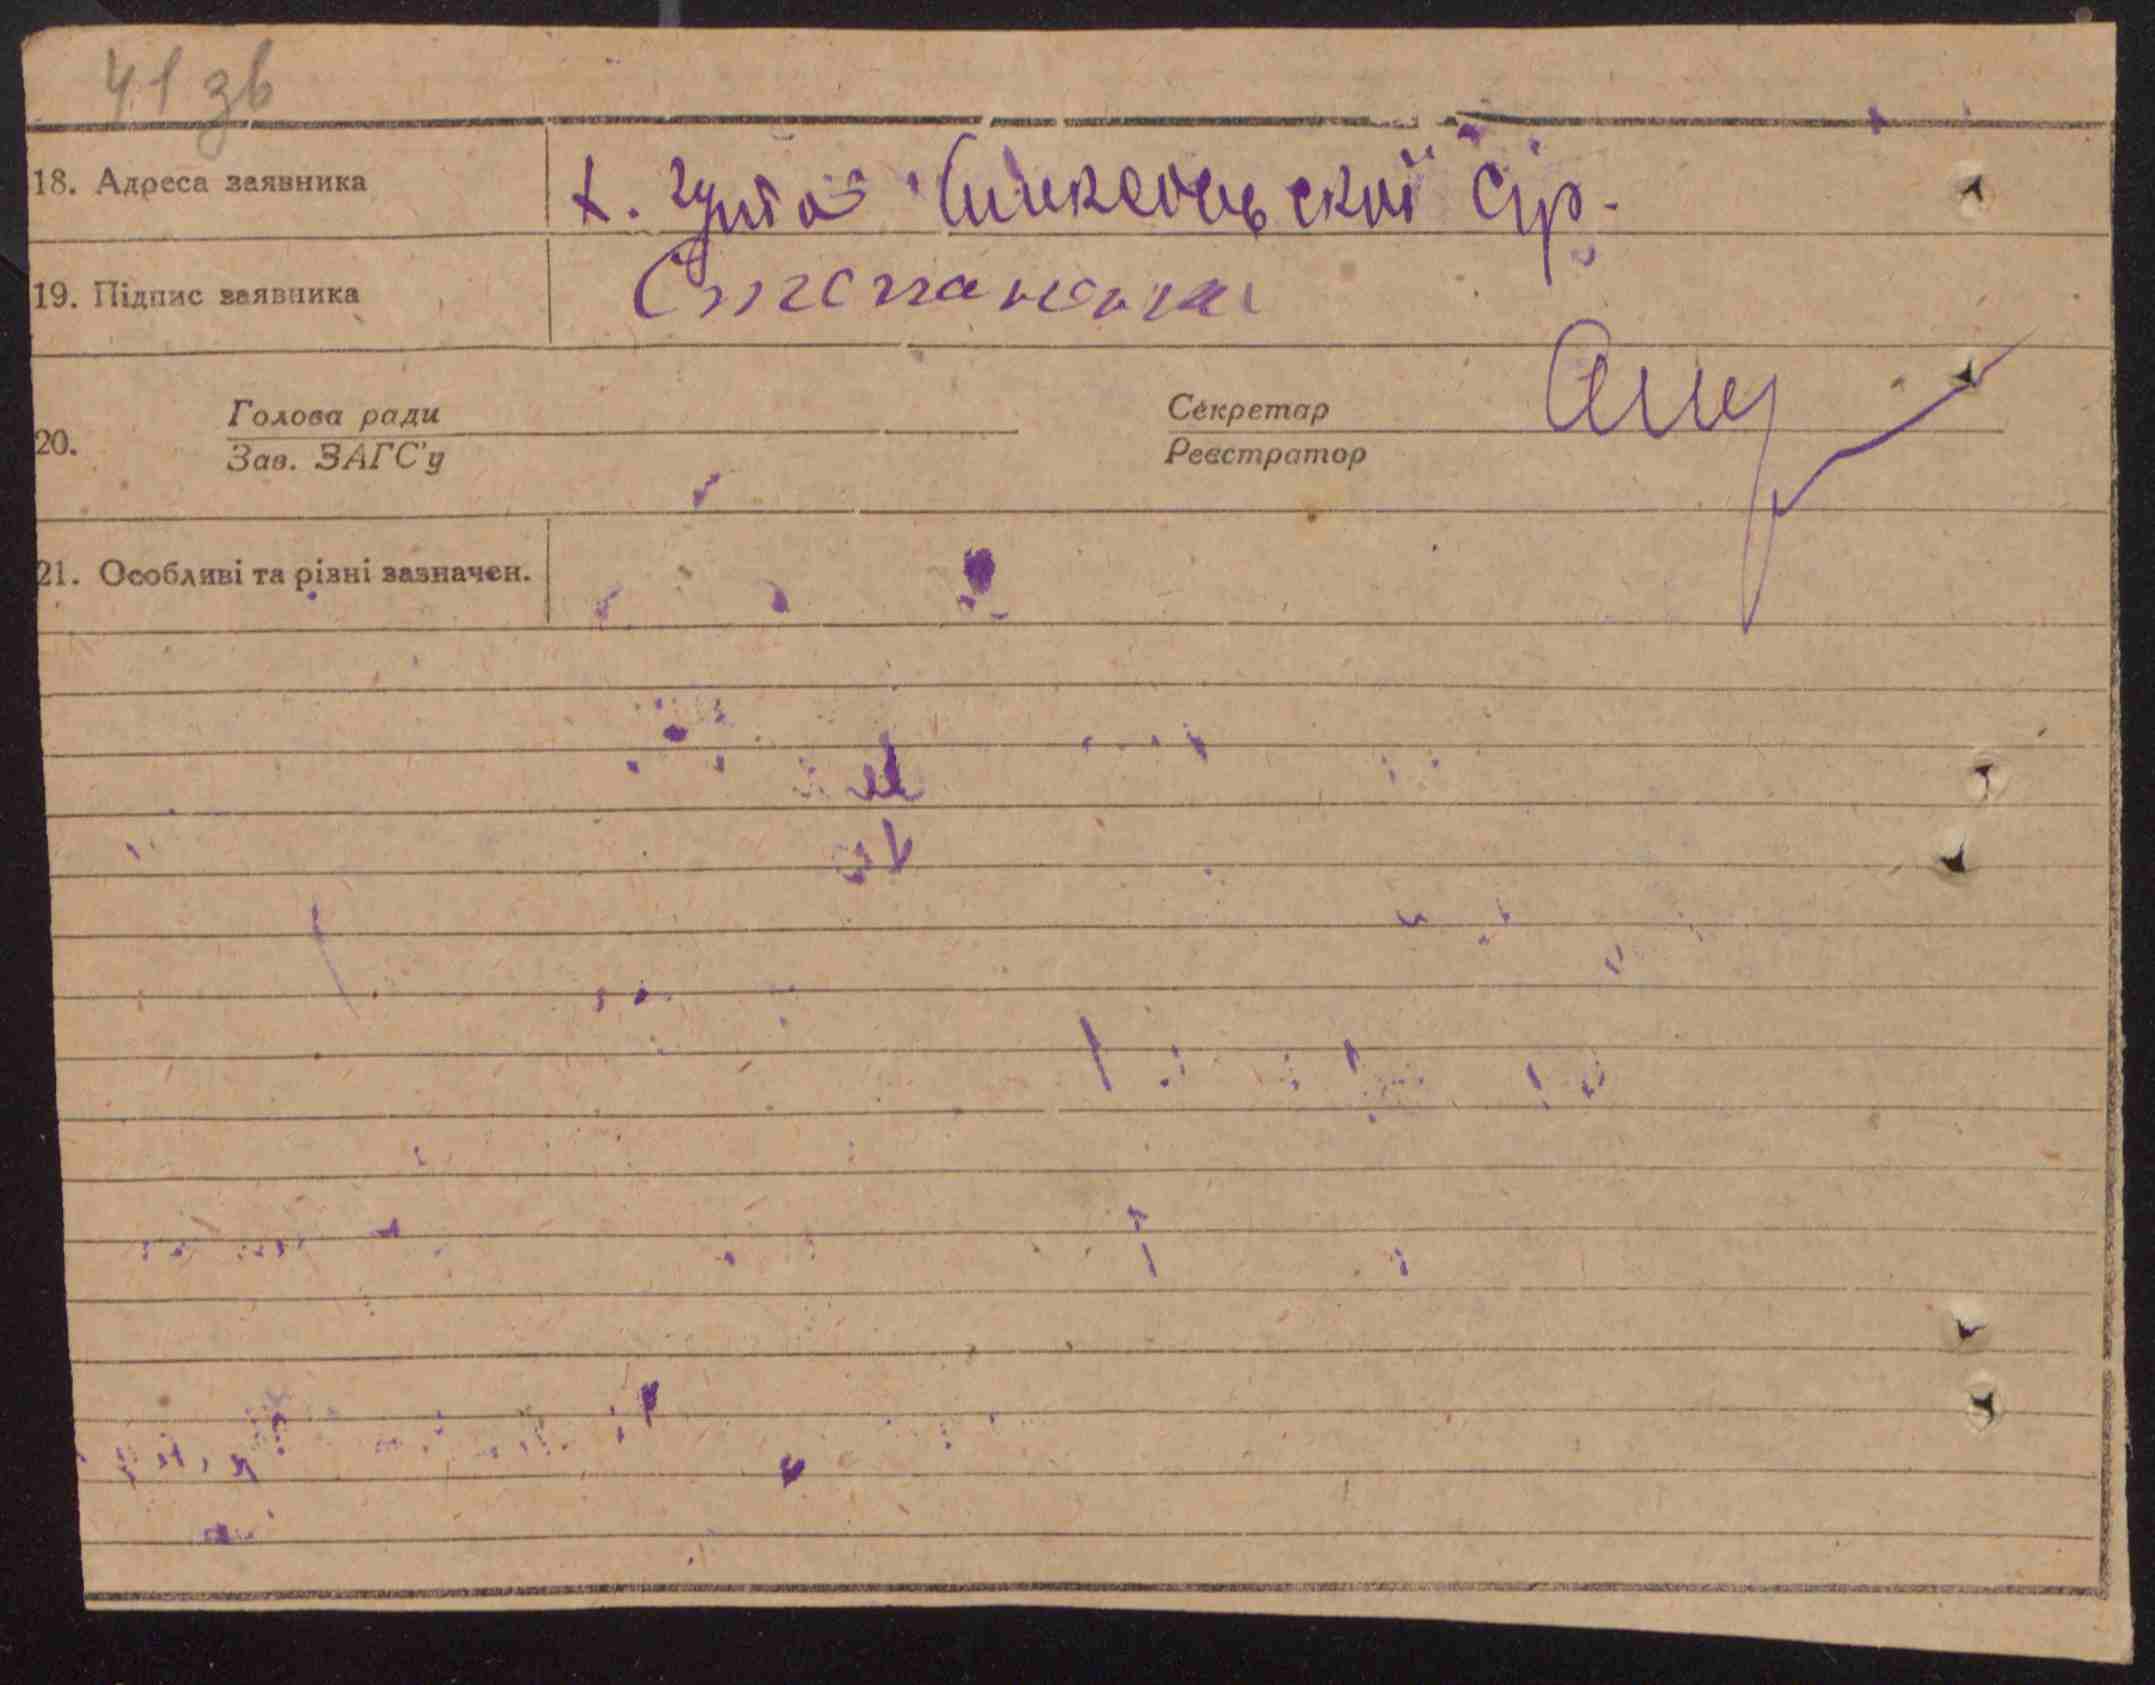 41 зв
18. Адреса заявника х. Гута
19. Підпис заявника
Голова ради Секретар
20.
Зав. ЗАГС'у Реєстратор
21. Особливі та різні зазначен.